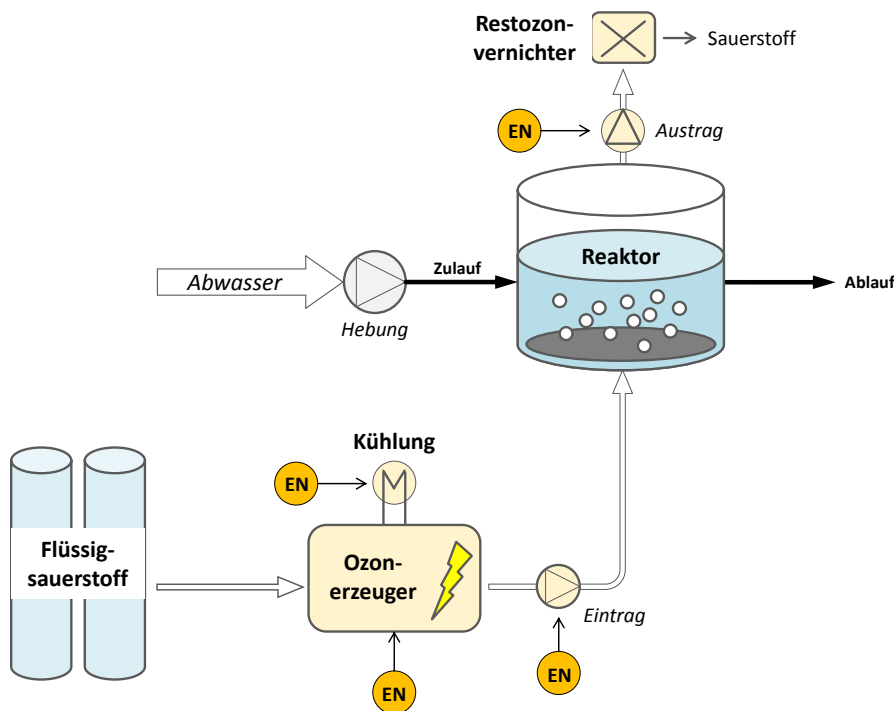 Restozon-
vernichter
Sauerstoff
EN
Austrag
Reaktor
Zulauf
Abwasser
Ablauf
Hebung
Kühlung
EN
Flüssig-
sauerstoff
Ozon-
erzeuger
Eintrag
EN
EN